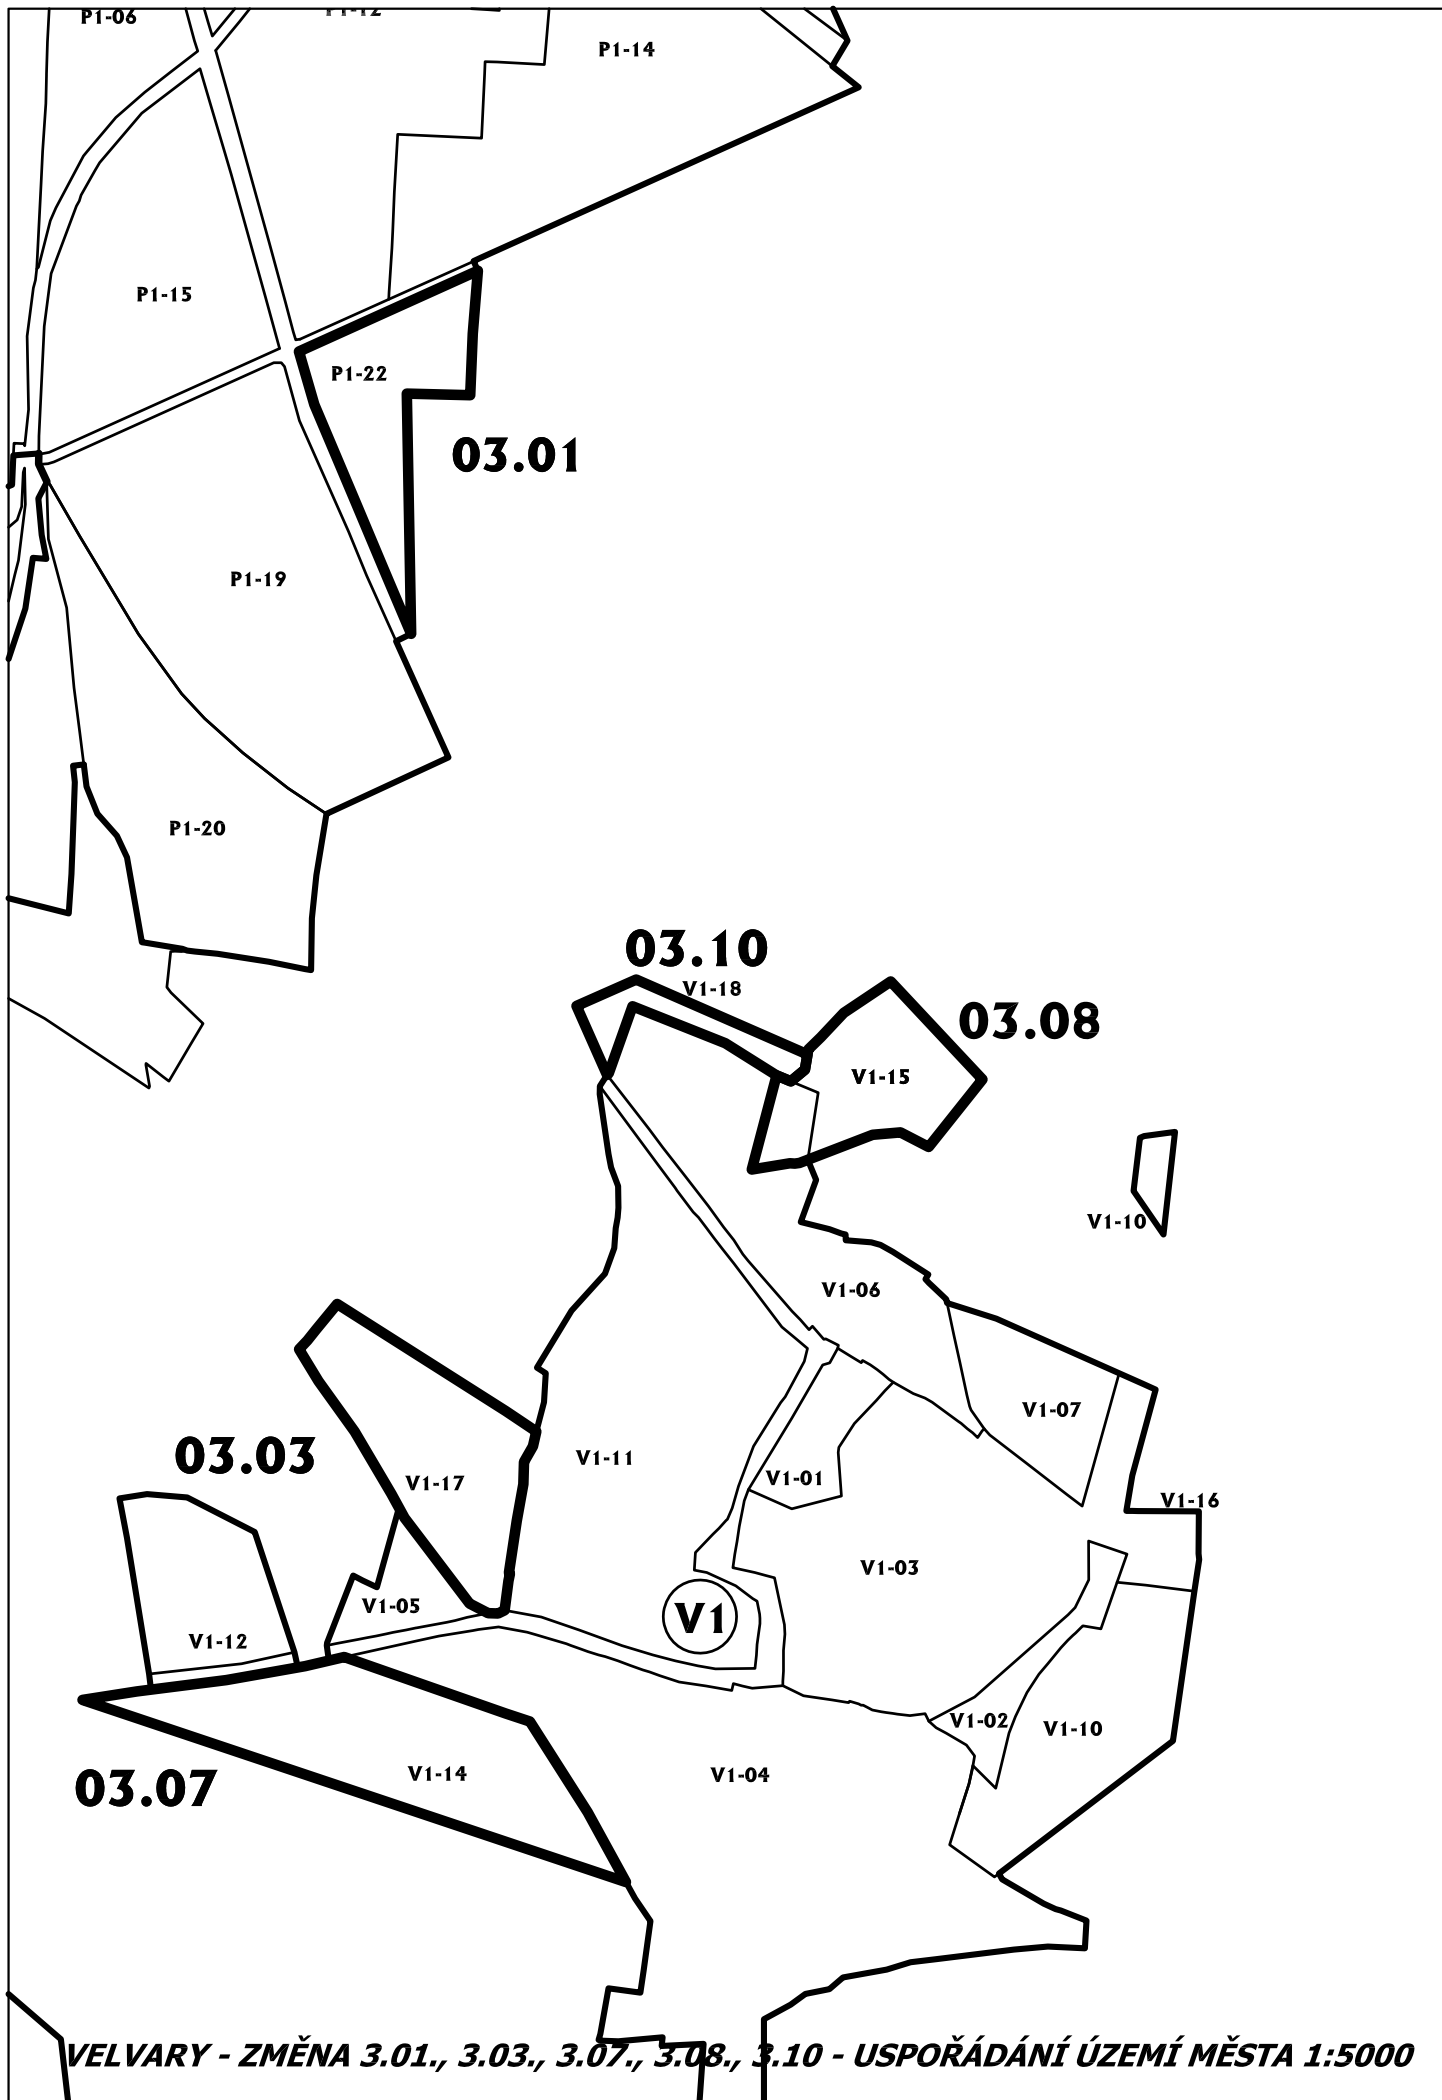 P1-06
P1-12
P1-14
P1-15
P1-22
03.01
P1-19
P1-20
03.10
V1-18
03.08
V1-15
V1-10
V1-06
V1-07
03.03
V1-11
V1-17
V1-01
V1-16
V1-03
V1-05
V1
V1-12
V1-02
V1-10
V1-14
V1-04
03.07
VELVARY - ZMĚNA 3.01., 3.03., 3.07., 3.08., 3.10 - USPOŘÁDÁNÍ ÚZEMÍ MĚSTA 1:5000